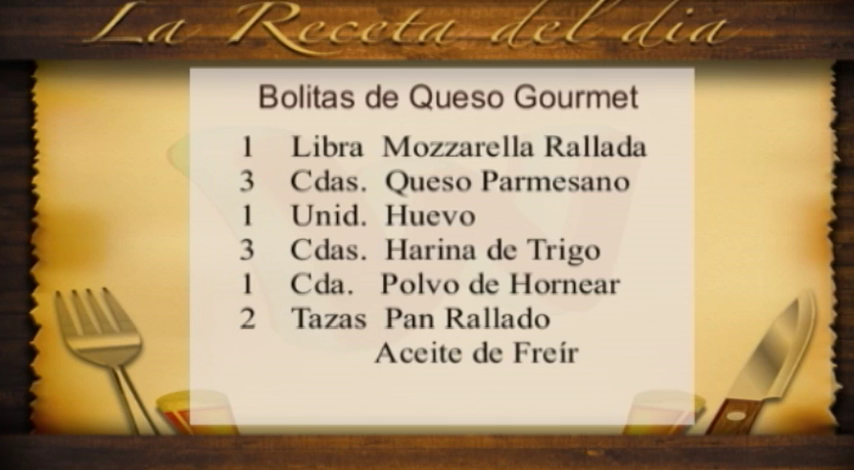 La Receta del dia
Bolitas de Queso Gourmet
1 Libra Mozzarella Rallada
3 Cdas. Queso Parmesano
1 Unid. Huevo
3 Cdas. Harina de Trigo
1 Cda. Polvo de Hornear
2 Tazas Pan Rallado
Aceite de Freír